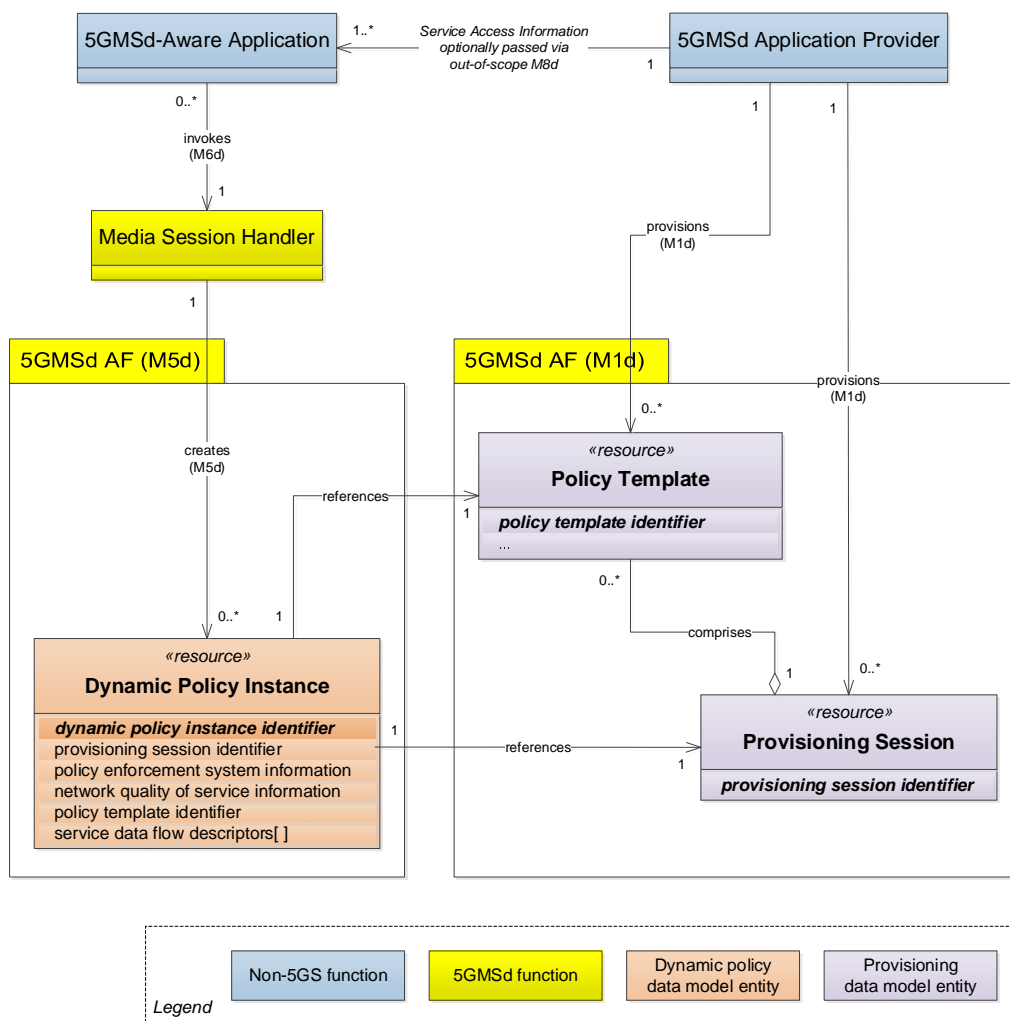 5GMSd-Aware Application
1..*
Service Access Information
optionally passed via
out-of-scope M8d
1
5GMSd Application Provider
0..*
invokes
(M6d)
1
1
1
Media Session Handler
1
provisions
(M1d)
5GMSd AF (M5d)
5GMSd AF (M1d)
provisions
(M1d)
0..*
creates
(M5d)
references
1
«resource»
Policy Template
policy template identifier
...
0..*
0..*
1
comprises
1
0..*
«resource»
Dynamic Policy Instance
dynamic policy instance identifier
provisioning session identifier
policy enforcement system information
network quality of service information
policy template identifier
service data flow descriptors[ ]
1
references
1
«resource»
Provisioning Session
provisioning session identifier
Legend
Non-5GS function
5GMSd function
Dynamic policy
data model entity
Provisioning
data model entity